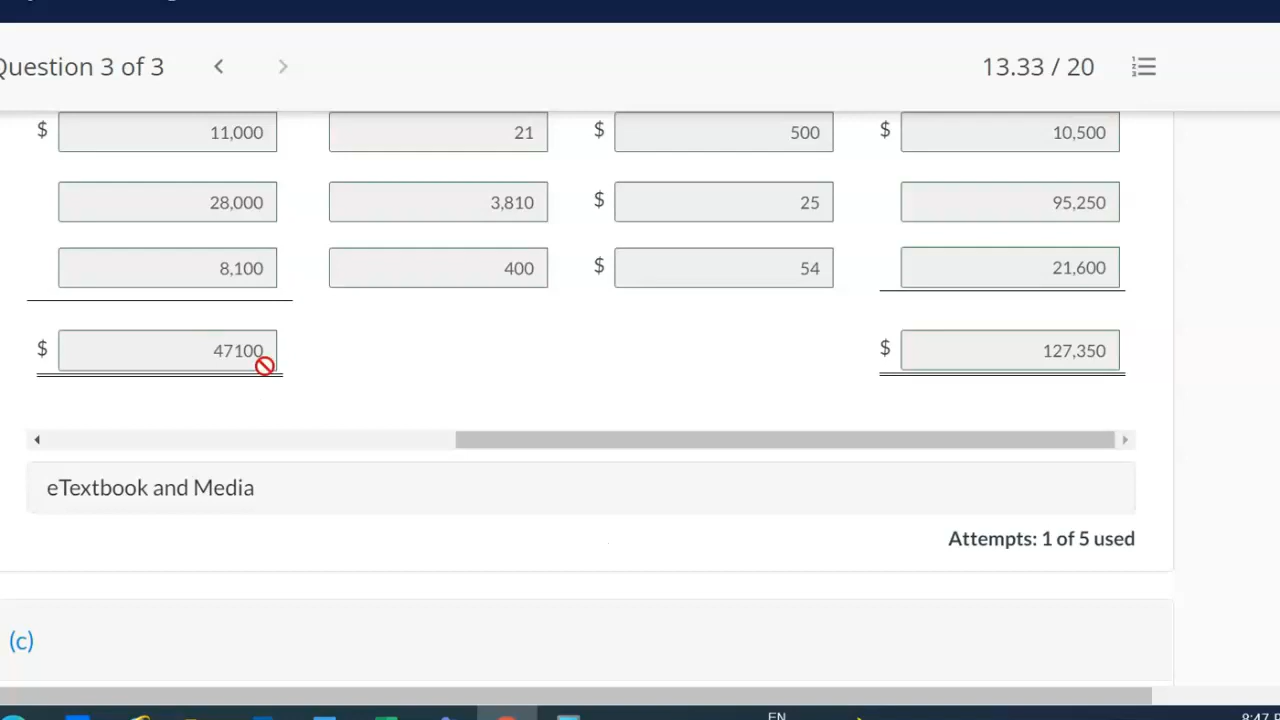 Question 3 of 3 13.33 / 20
$ 11,000 21 $ 500 $ 10,500
28,000 3,810 $ 25 95,250
8,100 400 $ 54 21,600
$ 47100 $ 127,350
eTextbook and Media
Attempts: 1 of 5 used
(c)
EN